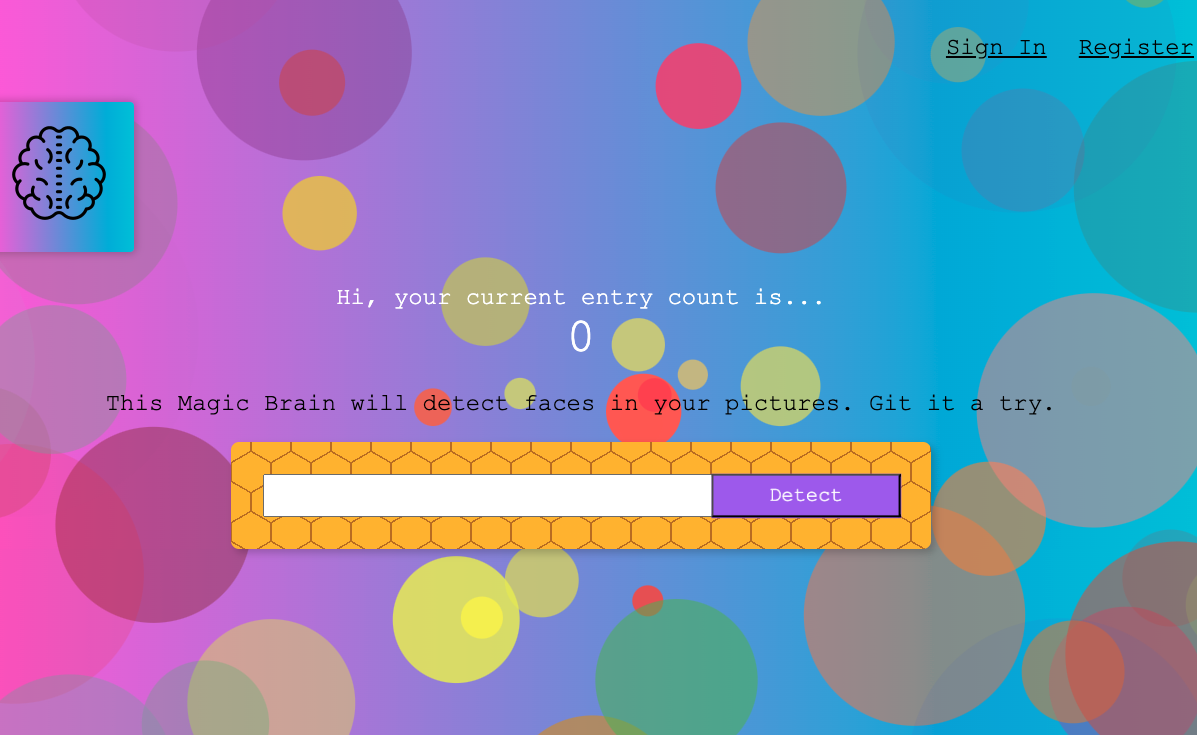 Sign In Register
Hi, your current entry count is...
0
This Magic Brain will detect faces in your pictures. Git it a try.
Detect